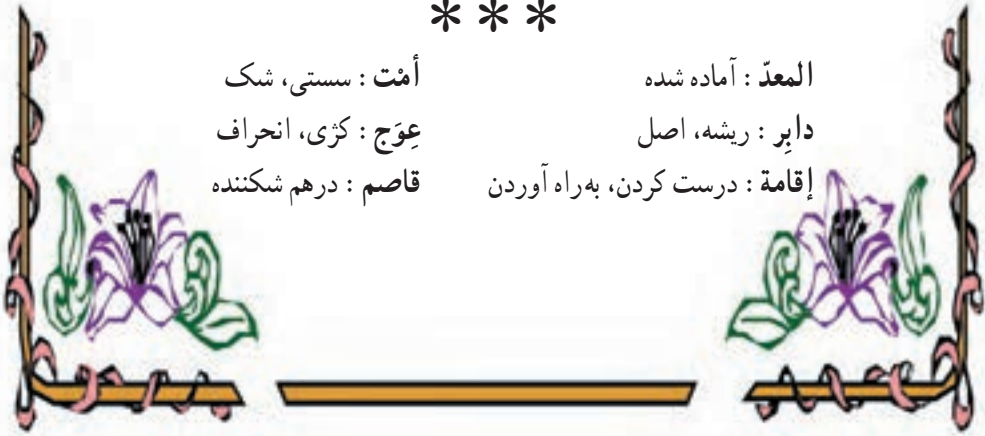 * * *
المعدّ : آماده شده
أمْت : سستی، شک
دابِر : ریشه، اصل
عِوَج : کژی، انحراف
إقامة : درست کردن، به‌راه آوردن
قاصم : درهم شکننده